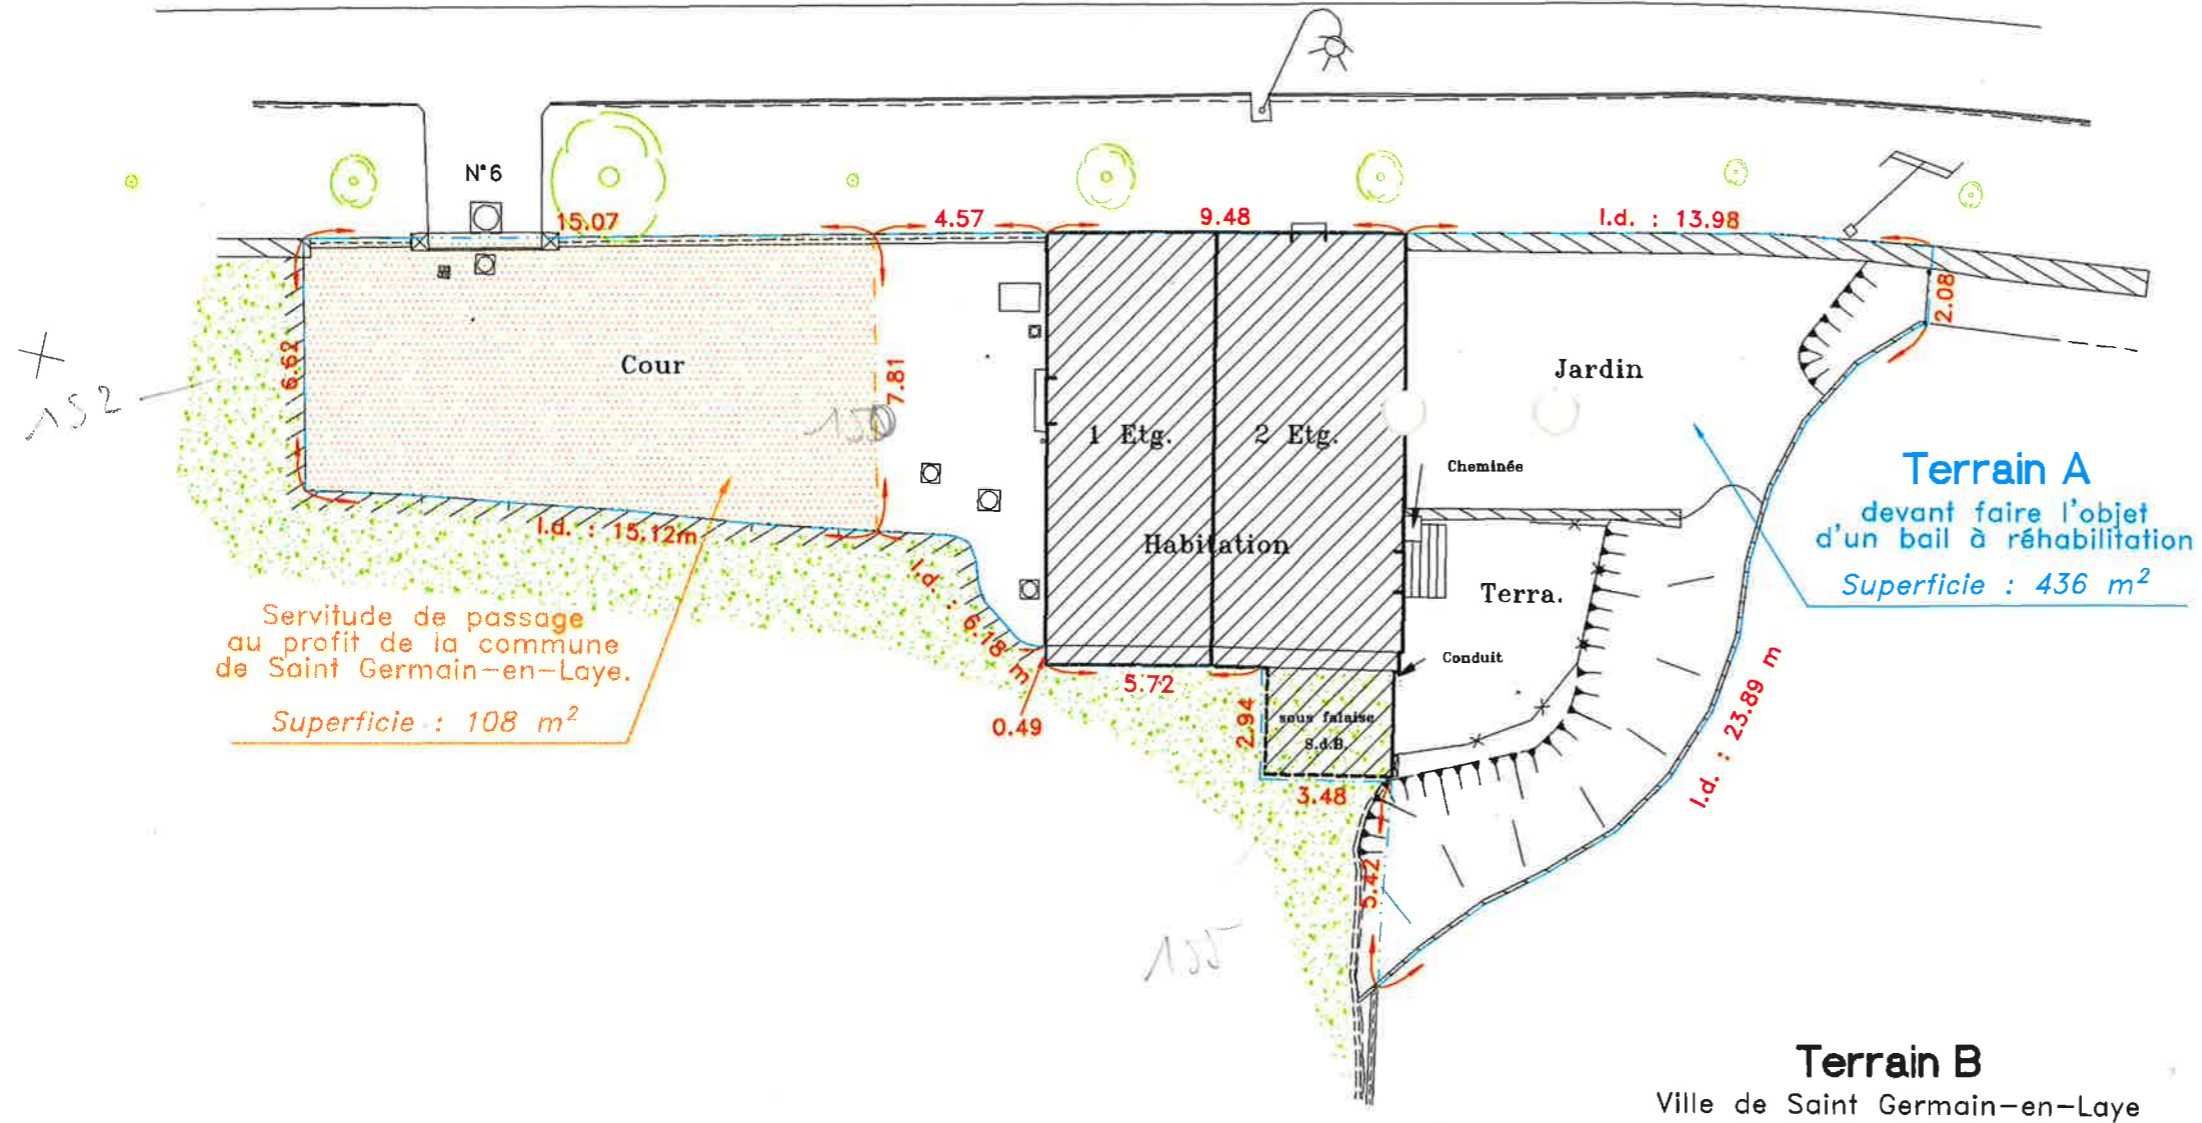 N°6
15.07
4.57
9.48
l.d. : 13.98
2.08
6.62
Cour
7.81
Jardin
152
150
1 Etg.
2 Etg.
Cheminée
Terrain A
devant faire l'objet
d'un bail à réhabilitation
Superficie : 436 m²
l.d. : 15.12m
Habitation
l.d. : 6.18 m
Terra.
Servitude de passage
au profit de la commune
de Saint Germain-en-Laye.
Superficie : 108 m²
Conduit
5.72
0.49
2.94
sous falaise
S.d.B.
3.48
l.d. : 23.89 m
5.42
155
Terrain B
Ville de Saint Germain-en-Laye